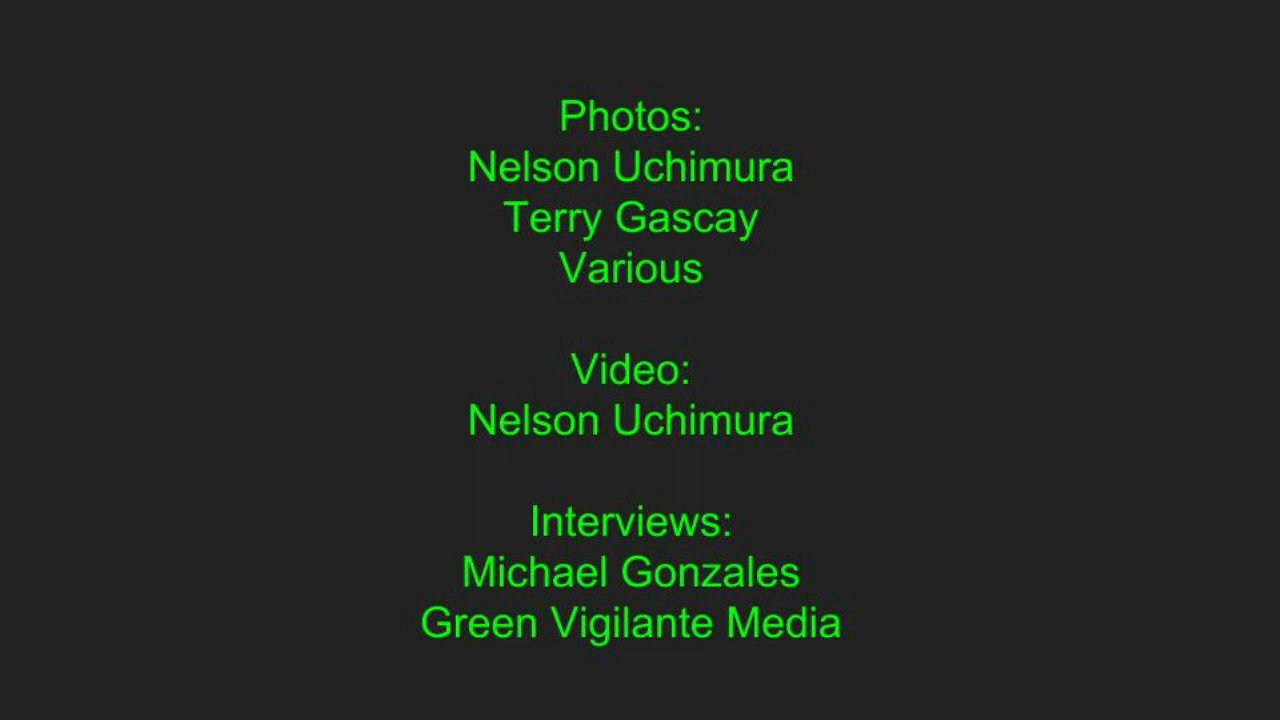 Photos:
Nelson Uchimura
Terry Gascay
Various
Video:
Nelson Uchimura
Interviews:
Michael Gonzales
Green Vigilante Media